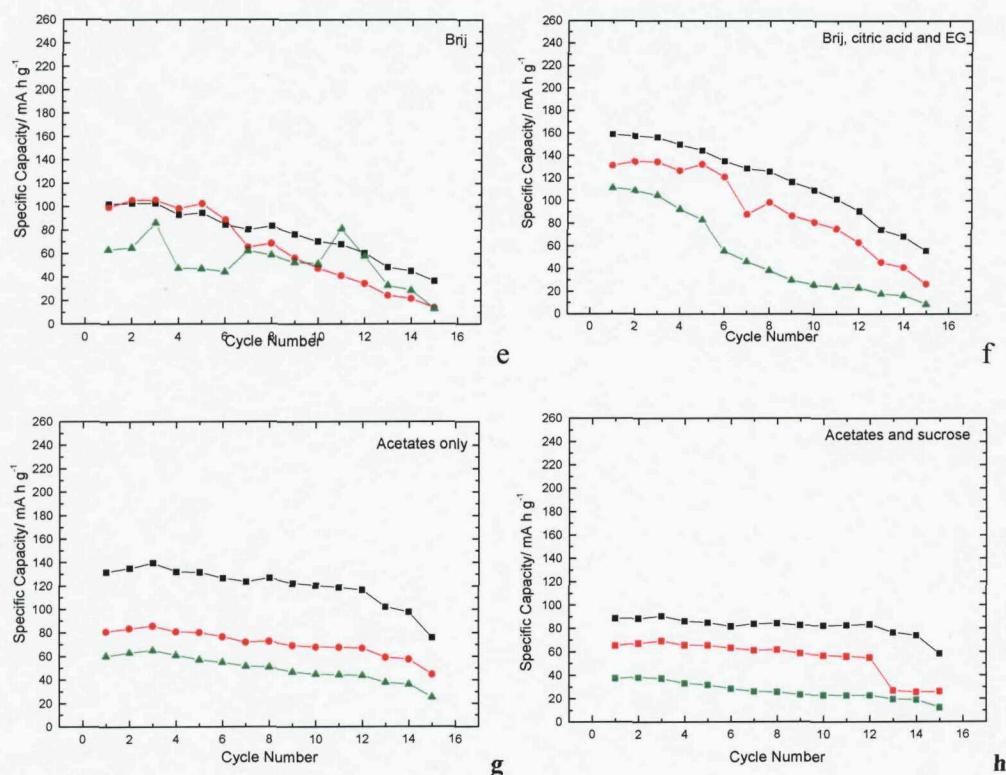 Brij
260
240
220
200
180
160
140
120
100
80
60
40
20
0
Specific Capacity/ mA h g⁻¹
0 2 4 6 8 10 12 14 16
Cycle Number
e
Brij, citric acid and EG
260
240
220
200
180
160
140
120
100
80
60
40
20
0
Specific Capacity/ mA h g⁻¹
0 2 4 6 8 10 12 14 16
Cycle Number
f
Acetates only
260
240
220
200
180
160
140
120
100
80
60
40
20
0
Specific Capacity/ mA h g⁻¹
0 2 4 6 8 10 12 14 16
Cycle Number
g
Acetates and sucrose
260
240
220
200
180
160
140
120
100
80
60
40
20
0
Specific Capacity/ mA h g⁻¹
0 2 4 6 8 10 12 14 16
Cycle Number
h